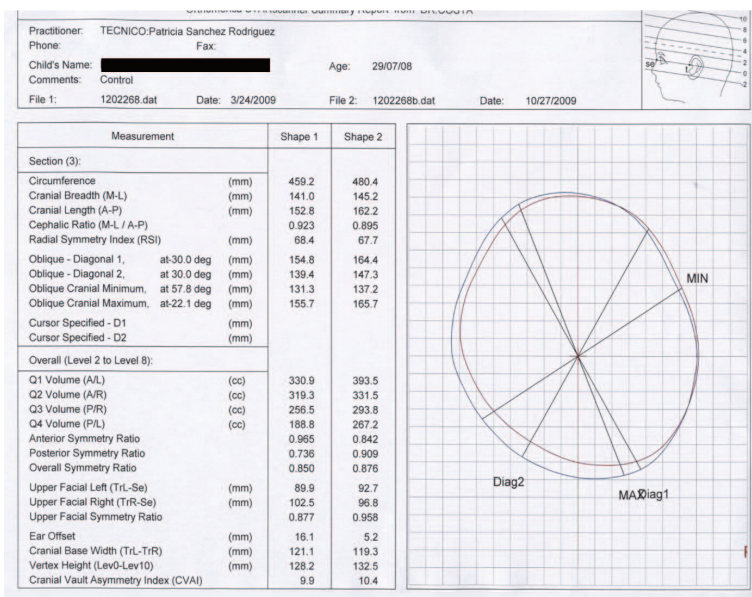 Summary Report from DR.COSTA
Practitioner: TECNICO:Patricia Sanchez Rodriguez
Phone: Fax:
Child's Name: Age: 29/07/08
Comments: Control
File 1: 1202268.dat Date: 3/24/2009 File 2: 1202268b.dat Date: 10/27/2009
10
8
6
4
2
0
-2
se
t
Measurement Shape 1 Shape 2
Section (3):
Circumference (mm) 459.2 480.4
Cranial Breadth (M-L) (mm) 141.0 145.2
Cranial Length (A-P) (mm) 152.8 162.2
Cephalic Ratio (M-L / A-P) 0.923 0.895
Radial Symmetry Index (RSI) (mm) 68.4 67.7
Oblique - Diagonal 1, at-30.0 deg (mm) 154.8 164.4
Oblique - Diagonal 2, at 30.0 deg (mm) 139.4 147.3
Oblique Cranial Minimum, at 57.8 deg (mm) 131.3 137.2
Oblique Cranial Maximum, at-22.1 deg (mm) 155.7 165.7
Cursor Specified - D1 (mm)
Cursor Specified - D2 (mm)
Overall (Level 2 to Level 8):
Q1 Volume (A/L) (cc) 330.9 393.5
Q2 Volume (A/R) (cc) 319.3 331.5
Q3 Volume (P/R) (cc) 256.5 293.8
Q4 Volume (P/L) (cc) 188.8 267.2
Anterior Symmetry Ratio 0.965 0.842
Posterior Symmetry Ratio 0.736 0.909
Overall Symmetry Ratio 0.850 0.876
Upper Facial Left (TrL-Se) (mm) 89.9 92.7
Upper Facial Right (TrR-Se) (mm) 102.5 96.8
Upper Facial Symmetry Ratio 0.877 0.958
Ear Offset (mm) 16.1 5.2
Cranial Base Width (TrL-TrR) (mm) 121.1 119.3
Vertex Height (Lev0-Lev10) (mm) 128.2 132.5
Cranial Vault Asymmetry Index (CVAI) 9.9 10.4
MIN
Diag2
MAX
Diag1